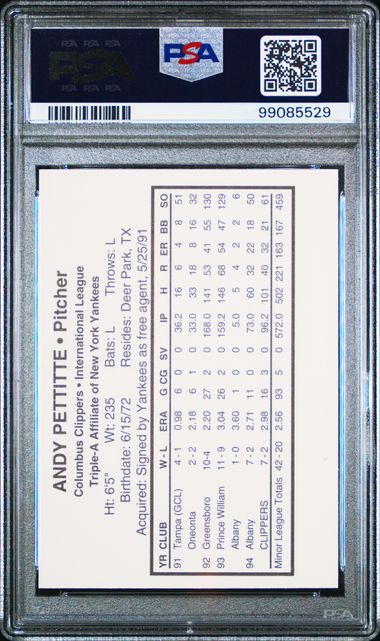 PSA
99085529
ANDY PETTITTE • Pitcher
Columbus Clippers • International League
Triple-A Affiliate of New York Yankees
Ht: 6'5" Wt: 235 Bats: L Throws: L
Birthdate: 6/15/72 Resides: Deer Park, TX
Acquired: Signed by Yankees as free agent, 5/25/91
YR CLUB W - L ERA G CG SV IP H R ER BB SO
91 Tampa (GCL) 4 - 1 0.98 6 0 0 36.2 16 6 4 8 51
Oneonta 2 - 2 2.18 6 1 0 33.0 33 18 8 16 32
92 Greensboro 10-4 2.20 27 2 0 168.0 141 53 41 55 130
93 Prince William 11 - 9 3.04 26 2 0 159.2 146 68 54 47 129
Albany 1 - 0 3.60 1 0 0 5.0 5 4 2 2 6
94 Albany 7 - 2 2.71 11 0 0 73.0 60 32 22 18 50
CLIPPERS 7 - 2 2.98 16 3 0 96.2 101 40 32 21 61
Minor League Totals 42 - 20 2.56 93 5 0 572.0 502 221 163 167 459